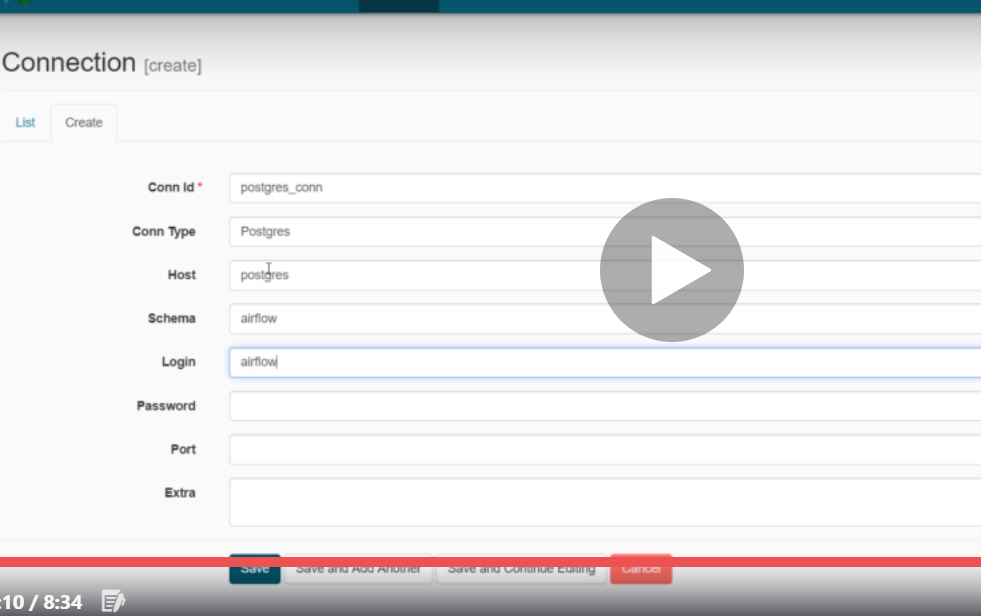 Connection [create]
List Create
Conn Id * postgres_conn
Conn Type Postgres
Host postgres
Schema airflow
Login airflow
Password
Port
Extra
Save Save and Add Another Save and Continue Editing Cancel
:10 / 8:34